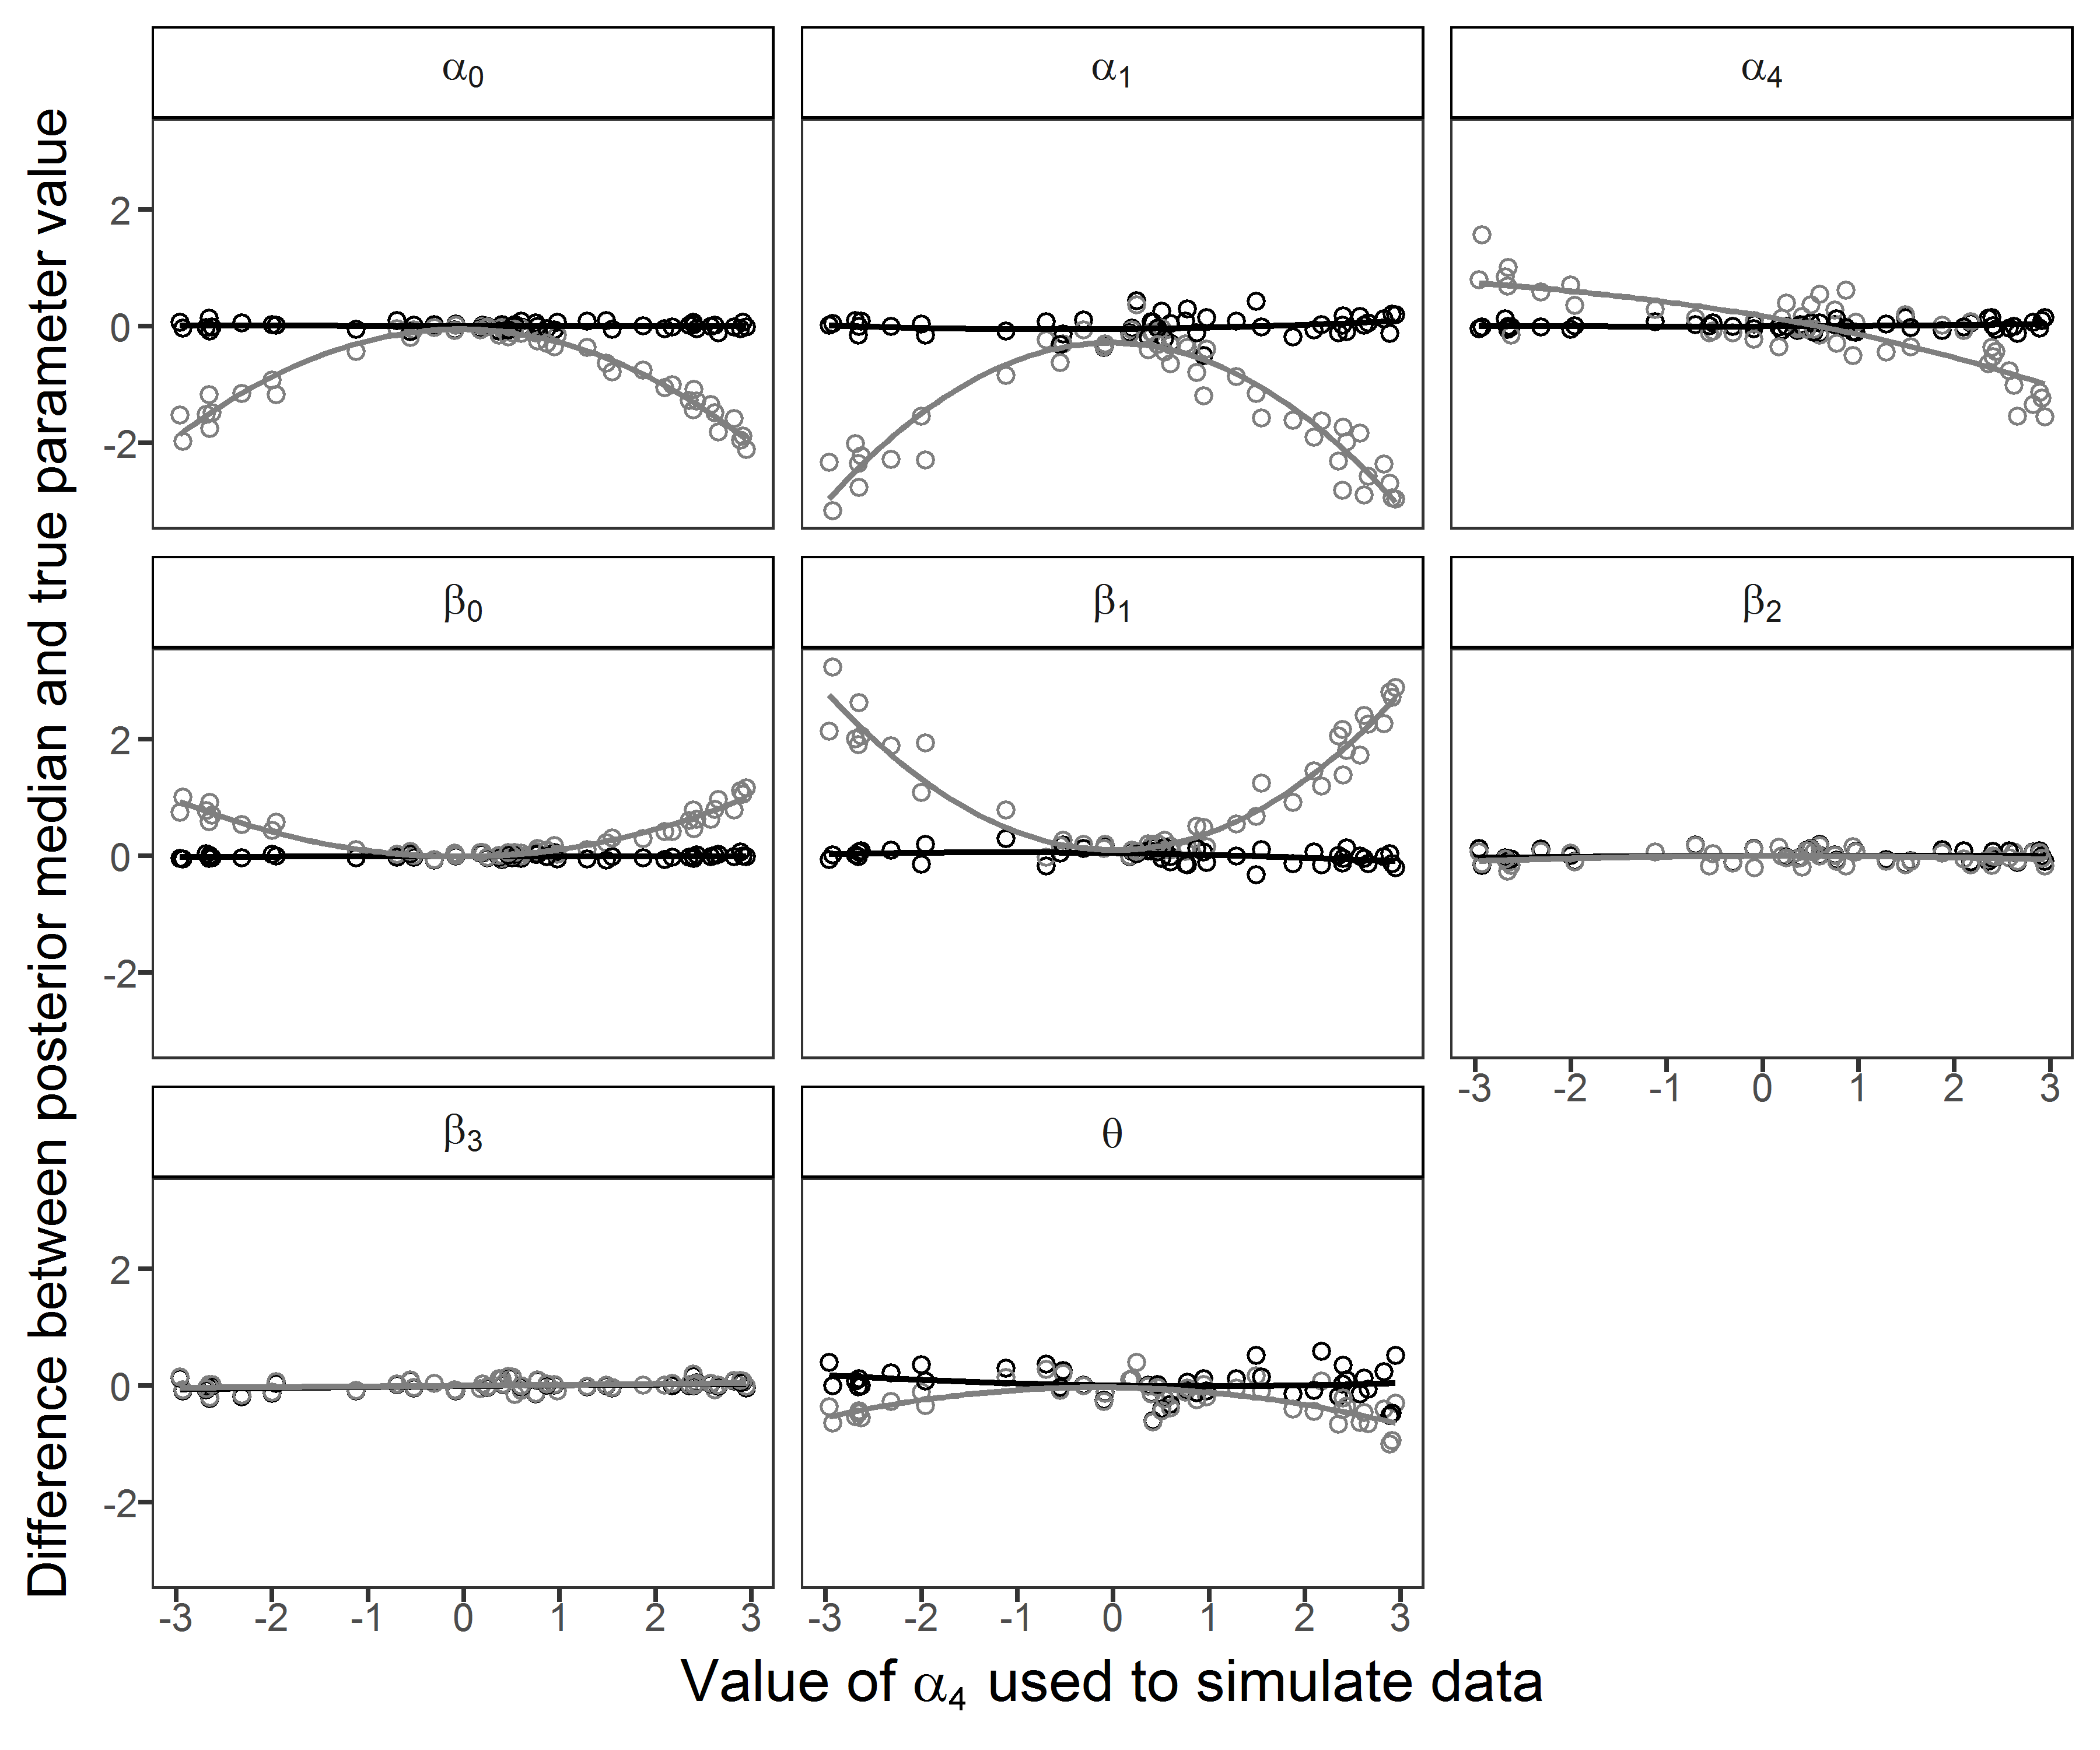 Difference between posterior median and true parameter value
α0
α1
α4
2
0
-2
β0
β1
β2
2
0
-2
-3 -2 -1 0 1 2 3
β3
θ
2
0
-2
-3 -2 -1 0 1 2 3
-3 -2 -1 0 1 2 3
Value of α4 used to simulate data